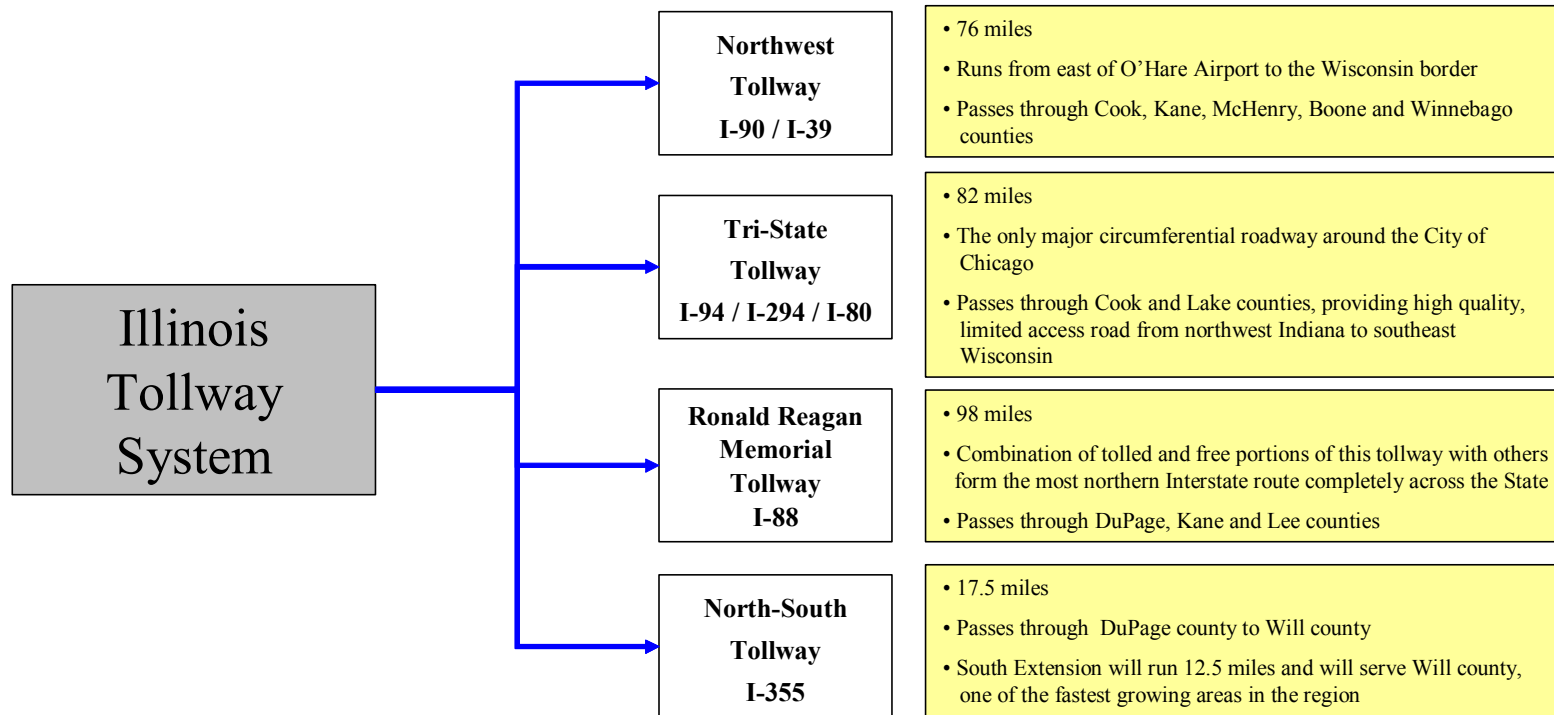 Illinois
Tollway
System
Northwest
Tollway
I-90 / I-39
• 76 miles
• Runs from east of O’Hare Airport to the Wisconsin border
• Passes through Cook, Kane, McHenry, Boone and Winnebago
counties
Tri-State
Tollway
I-94 / I-294 / I-80
• 82 miles
• The only major circumferential roadway around the City of
Chicago
• Passes through Cook and Lake counties, providing high quality,
limited access road from northwest Indiana to southeast
Wisconsin
Ronald Reagan
Memorial
Tollway
I-88
• 98 miles
• Combination of tolled and free portions of this tollway with others
form the most northern Interstate route completely across the State
• Passes through DuPage, Kane and Lee counties
North-South
Tollway
I-355
• 17.5 miles
• Passes through  DuPage county to Will county
• South Extension will run 12.5 miles and will serve Will county,
one of the fastest growing areas in the region